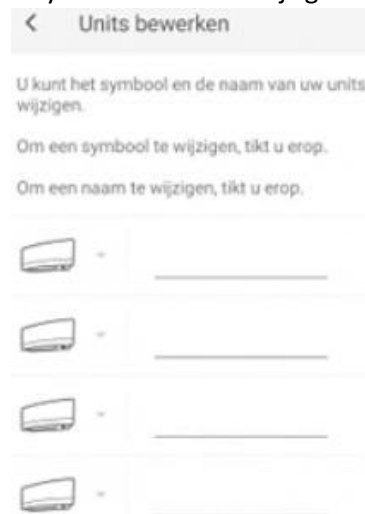 Units bewerken
U kunt het symbool en de naam van uw units
wijzigen.
Om een symbool te wijzigen, tikt u erop.
Om een naam te wijzigen, tikt u erop.